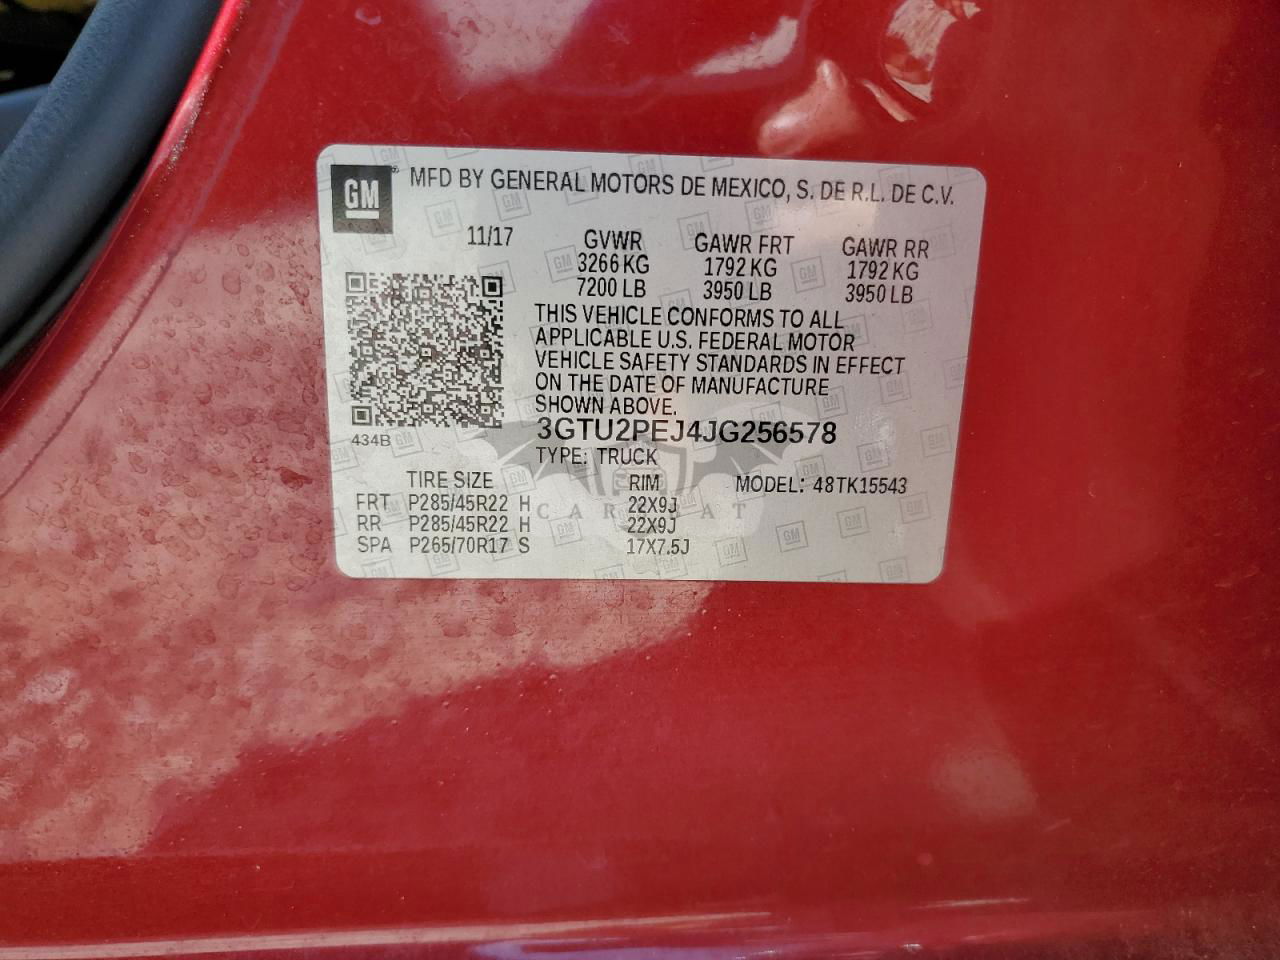 GM
MFD BY GENERAL MOTORS DE MEXICO, S. DE R.L. DE C.V.
11/17 GVWR GAWR FRT GAWR RR
3266 KG 1792 KG 1792 KG
7200 LB 3950 LB 3950 LB
THIS VEHICLE CONFORMS TO ALL
APPLICABLE U.S. FEDERAL MOTOR
VEHICLE SAFETY STANDARDS IN EFFECT
ON THE DATE OF MANUFACTURE
SHOWN ABOVE.
434B
3GTU2PEJ4JG256578
TYPE: TRUCK
TIRE SIZE RIM MODEL: 48TK15543
FRT P285/45R22 H 22X9J
RR P285/45R22 H 22X9J
SPA P265/70R17 S 17X7.5J
CARSBAT